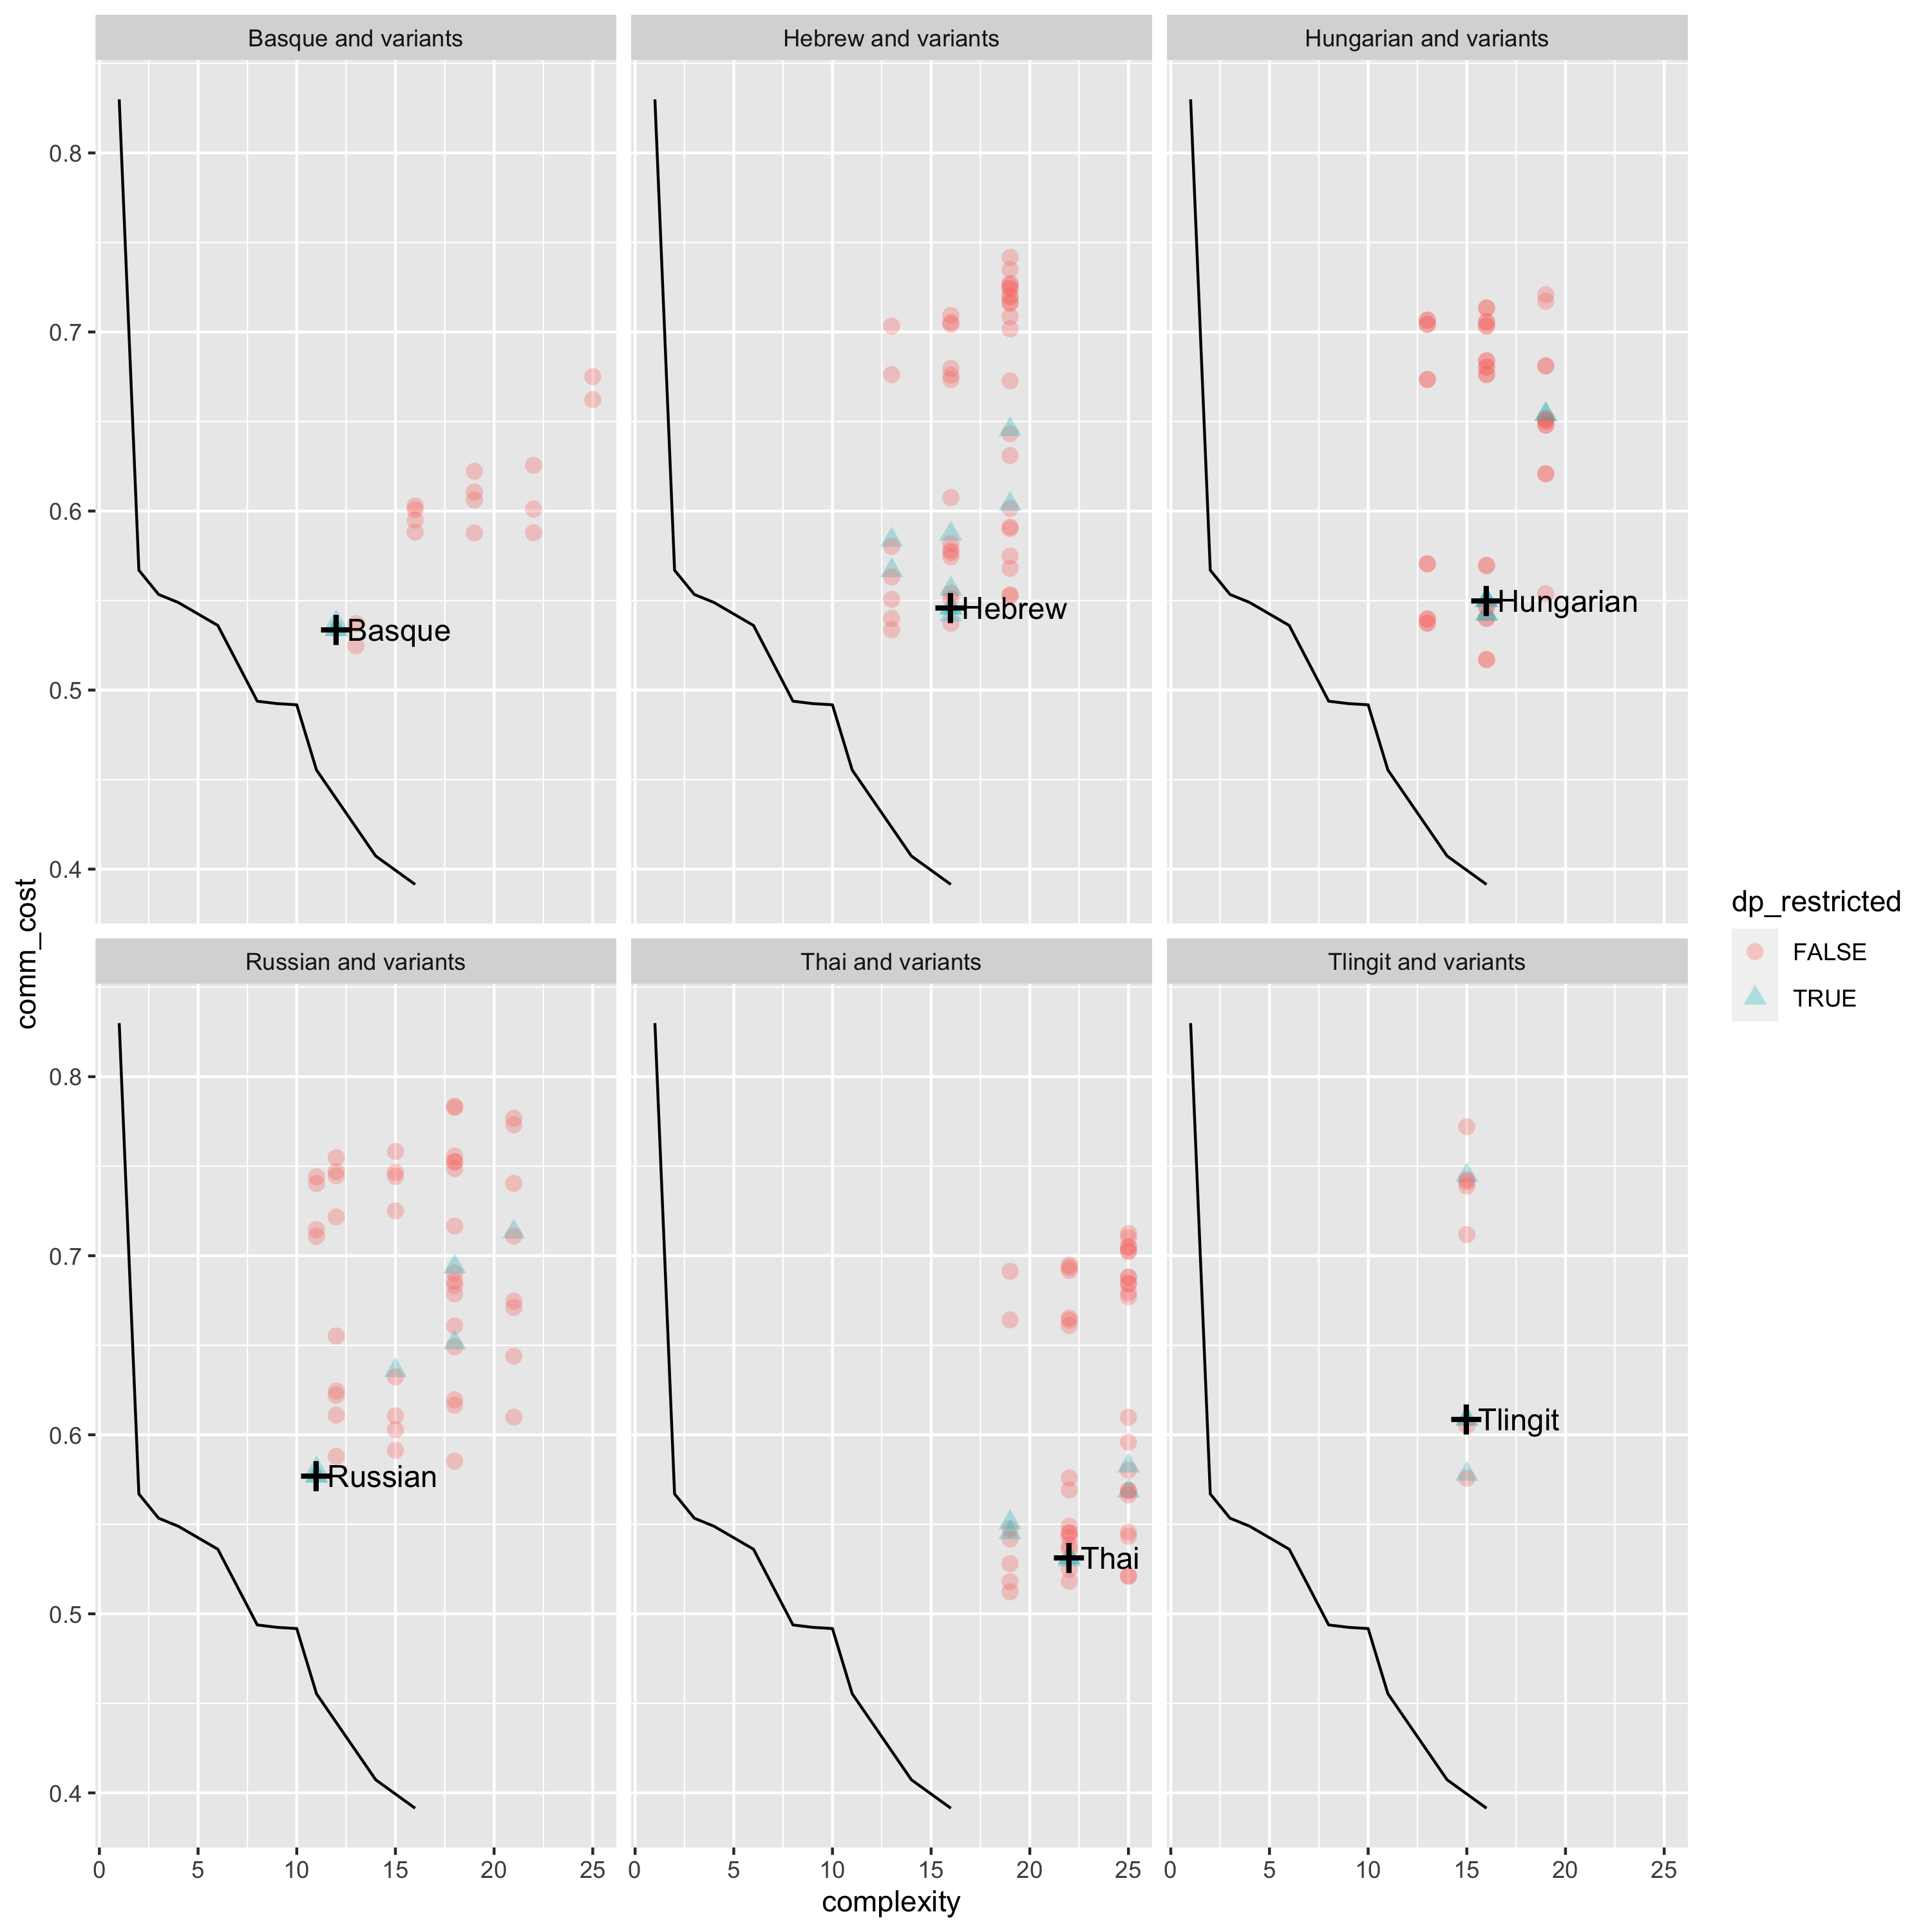 Basque and variants
Hebrew and variants
Hungarian and variants
0.8
0.7
0.6
0.5
0.4
Basque
Hebrew
Hungarian
Russian and variants
Thai and variants
Tlingit and variants
0.8
0.7
0.6
0.5
0.4
Russian
Thai
Tlingit
0 5 10 15 20 25
0 5 10 15 20 25
0 5 10 15 20 25
complexity
comm_cost
dp_restricted
FALSE
TRUE